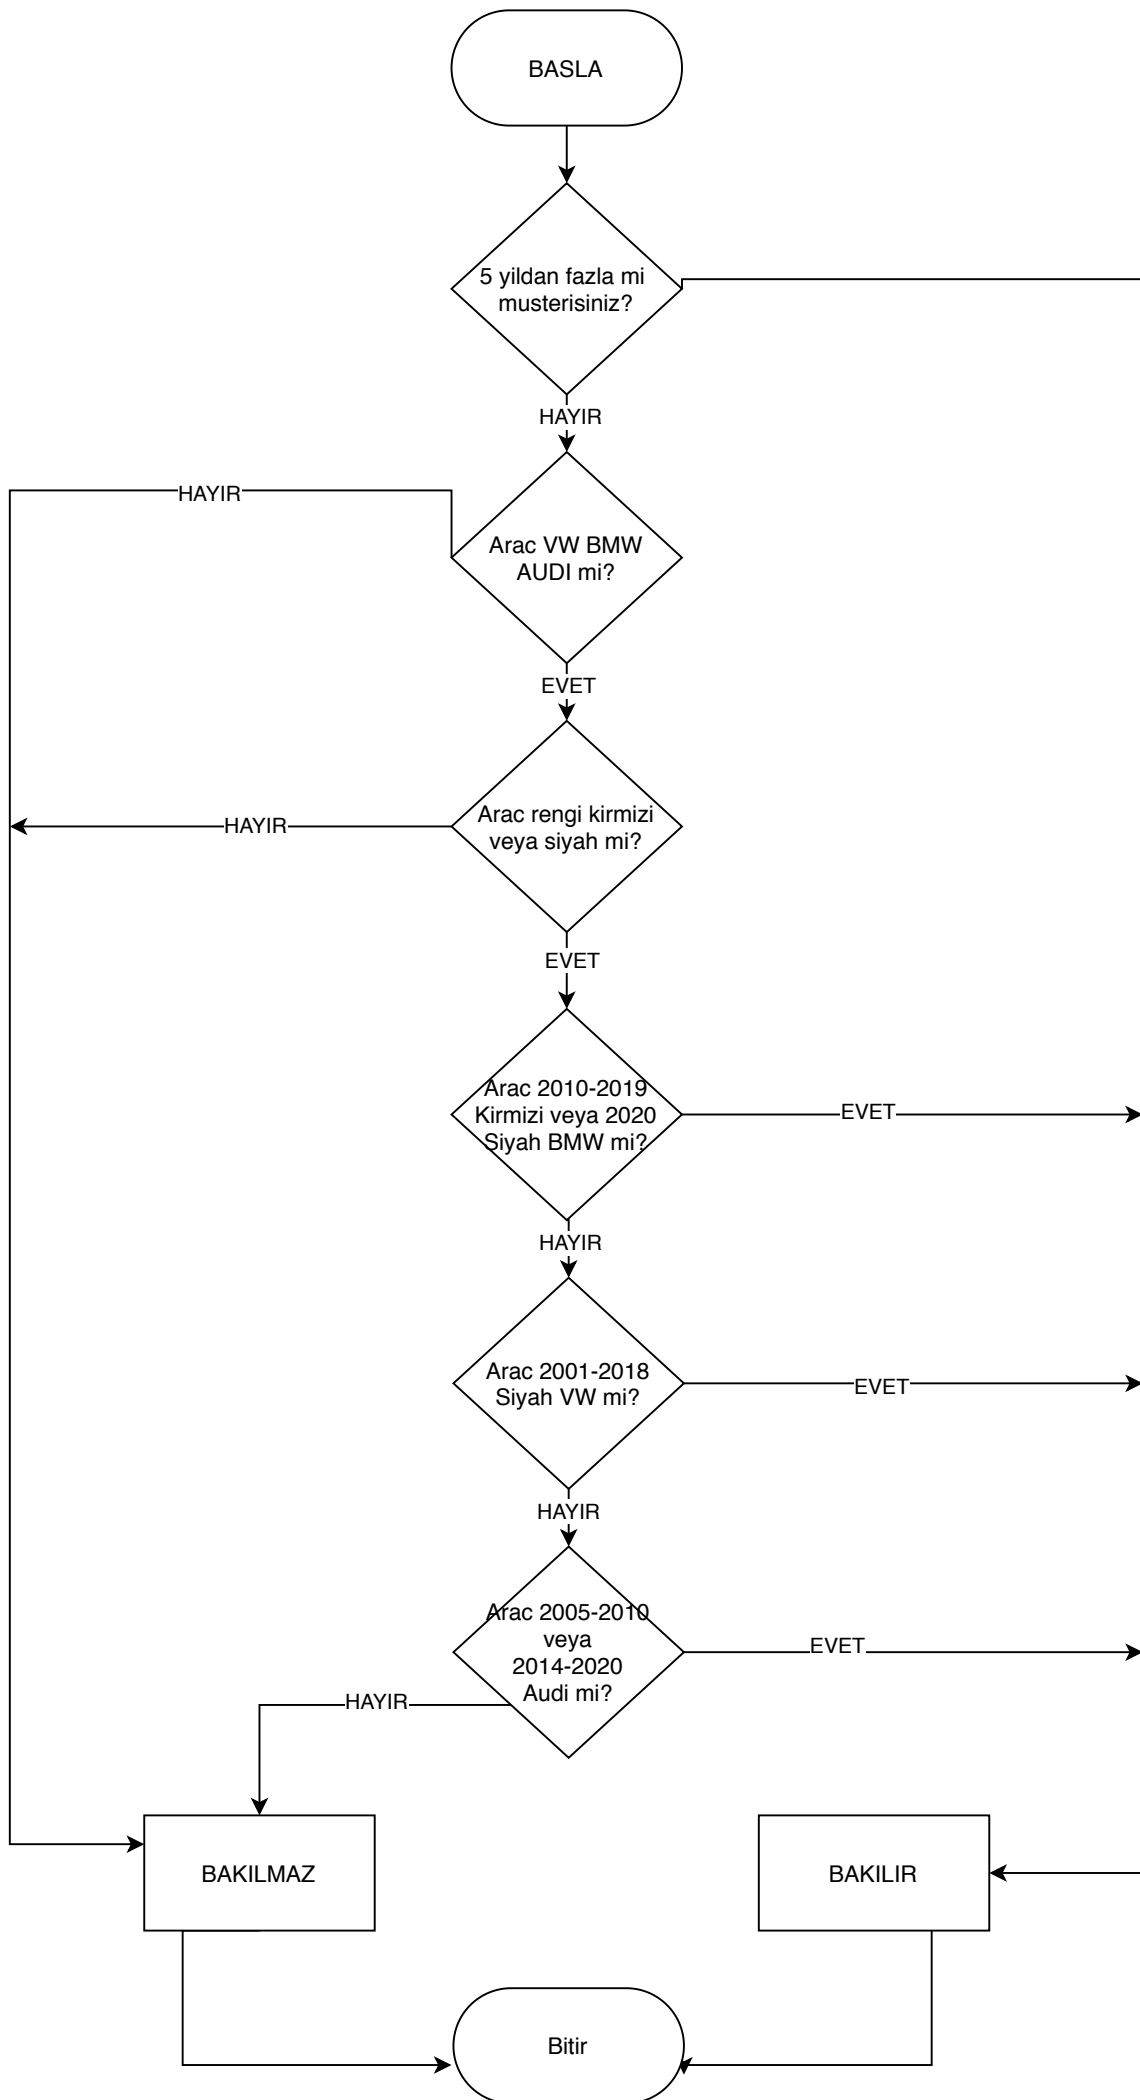 BASLA
5 yildan fazla mi
musterisiniz?
HAYIR
HAYIR
Arac VW BMW
AUDI mi?
EVET
HAYIR
Arac rengi kirmizi
veya siyah mi?
EVET
Arac 2010-2019
Kirmizi veya 2020
Siyah BMW mi?
EVET
HAYIR
Arac 2001-2018
Siyah VW mi?
EVET
HAYIR
Arac 2005-2010
veya
2014-2020
Audi mi?
EVET
HAYIR
BAKILMAZ
BAKILIR
Bitir